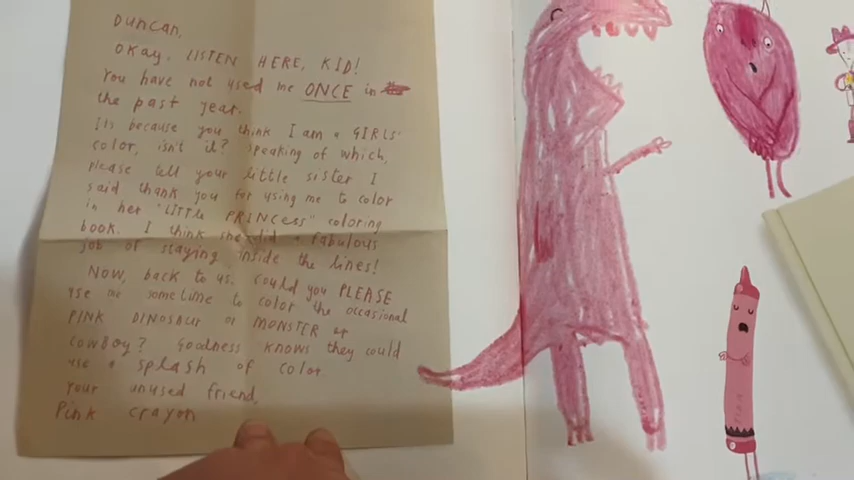 DUNCAN,
OKAY, LISTEN HERE, KID!
You have not used me ONCE in
the past year.
It's because you think I am a GIRLS'
color, isn't it? Speaking of which,
please tell your little sister I
said thank you for using me to color
in her "LITTLE PRINCESS" coloring
book. I think she did a fabulous
job of staying inside the lines!
Now, back to us. Could you PLEASE
use me sometime to color the occasional
PINK DINOSAUR or MONSTER or
COWBOY? Goodness knows they could
use a splash of color.
Your unused friend,
Pink crayon